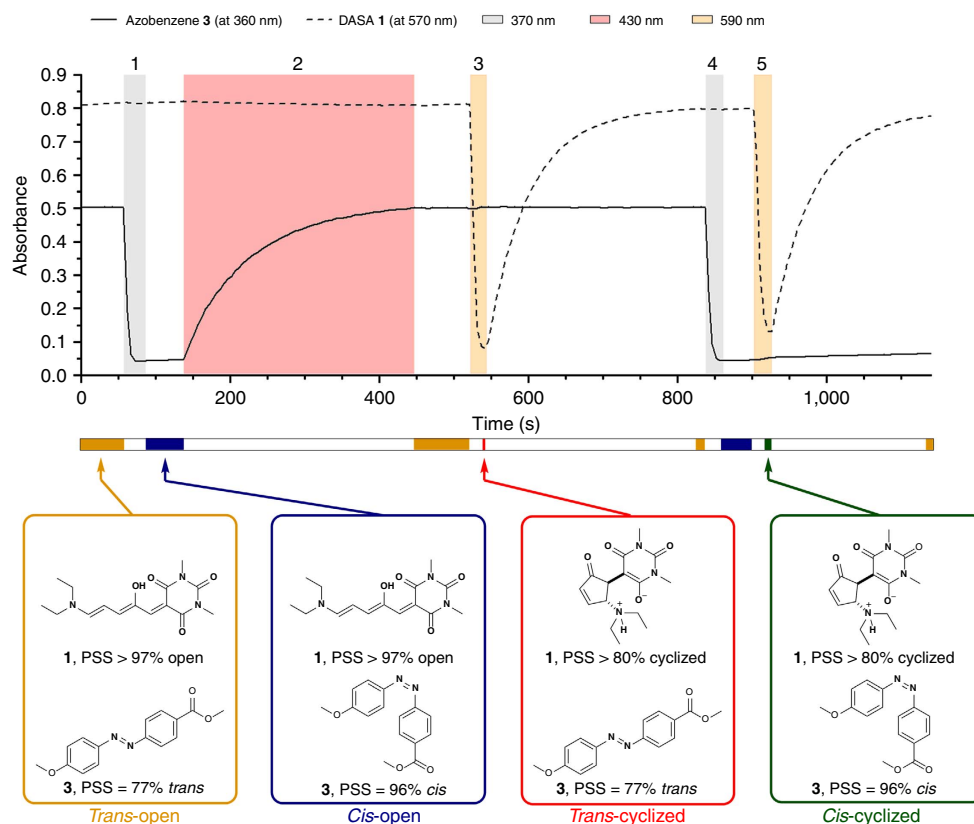 Azobenzene 3 (at 360 nm) DASA 1 (at 570 nm) 370 nm 430 nm 590 nm
1 2 3 4 5
0.9
0.8
0.7
0.6
0.5
0.4
0.3
0.2
0.1
0.0
Absorbance
0 200 400 600 800 1,000
Time (s)
OH O N O N O N
1, PSS > 97% open
O O N N O
3, PSS = 77% trans
Trans-open
OH O N O N O N
1, PSS > 97% open
N N O O O
3, PSS = 96% cis
Cis-open
O O N O N O− N+ H
1, PSS > 80% cyclized
O O N N O
3, PSS = 77% trans
Trans-cyclized
O O N O N O− N+ H
1, PSS > 80% cyclized
N N O O O
3, PSS = 96% cis
Cis-cyclized